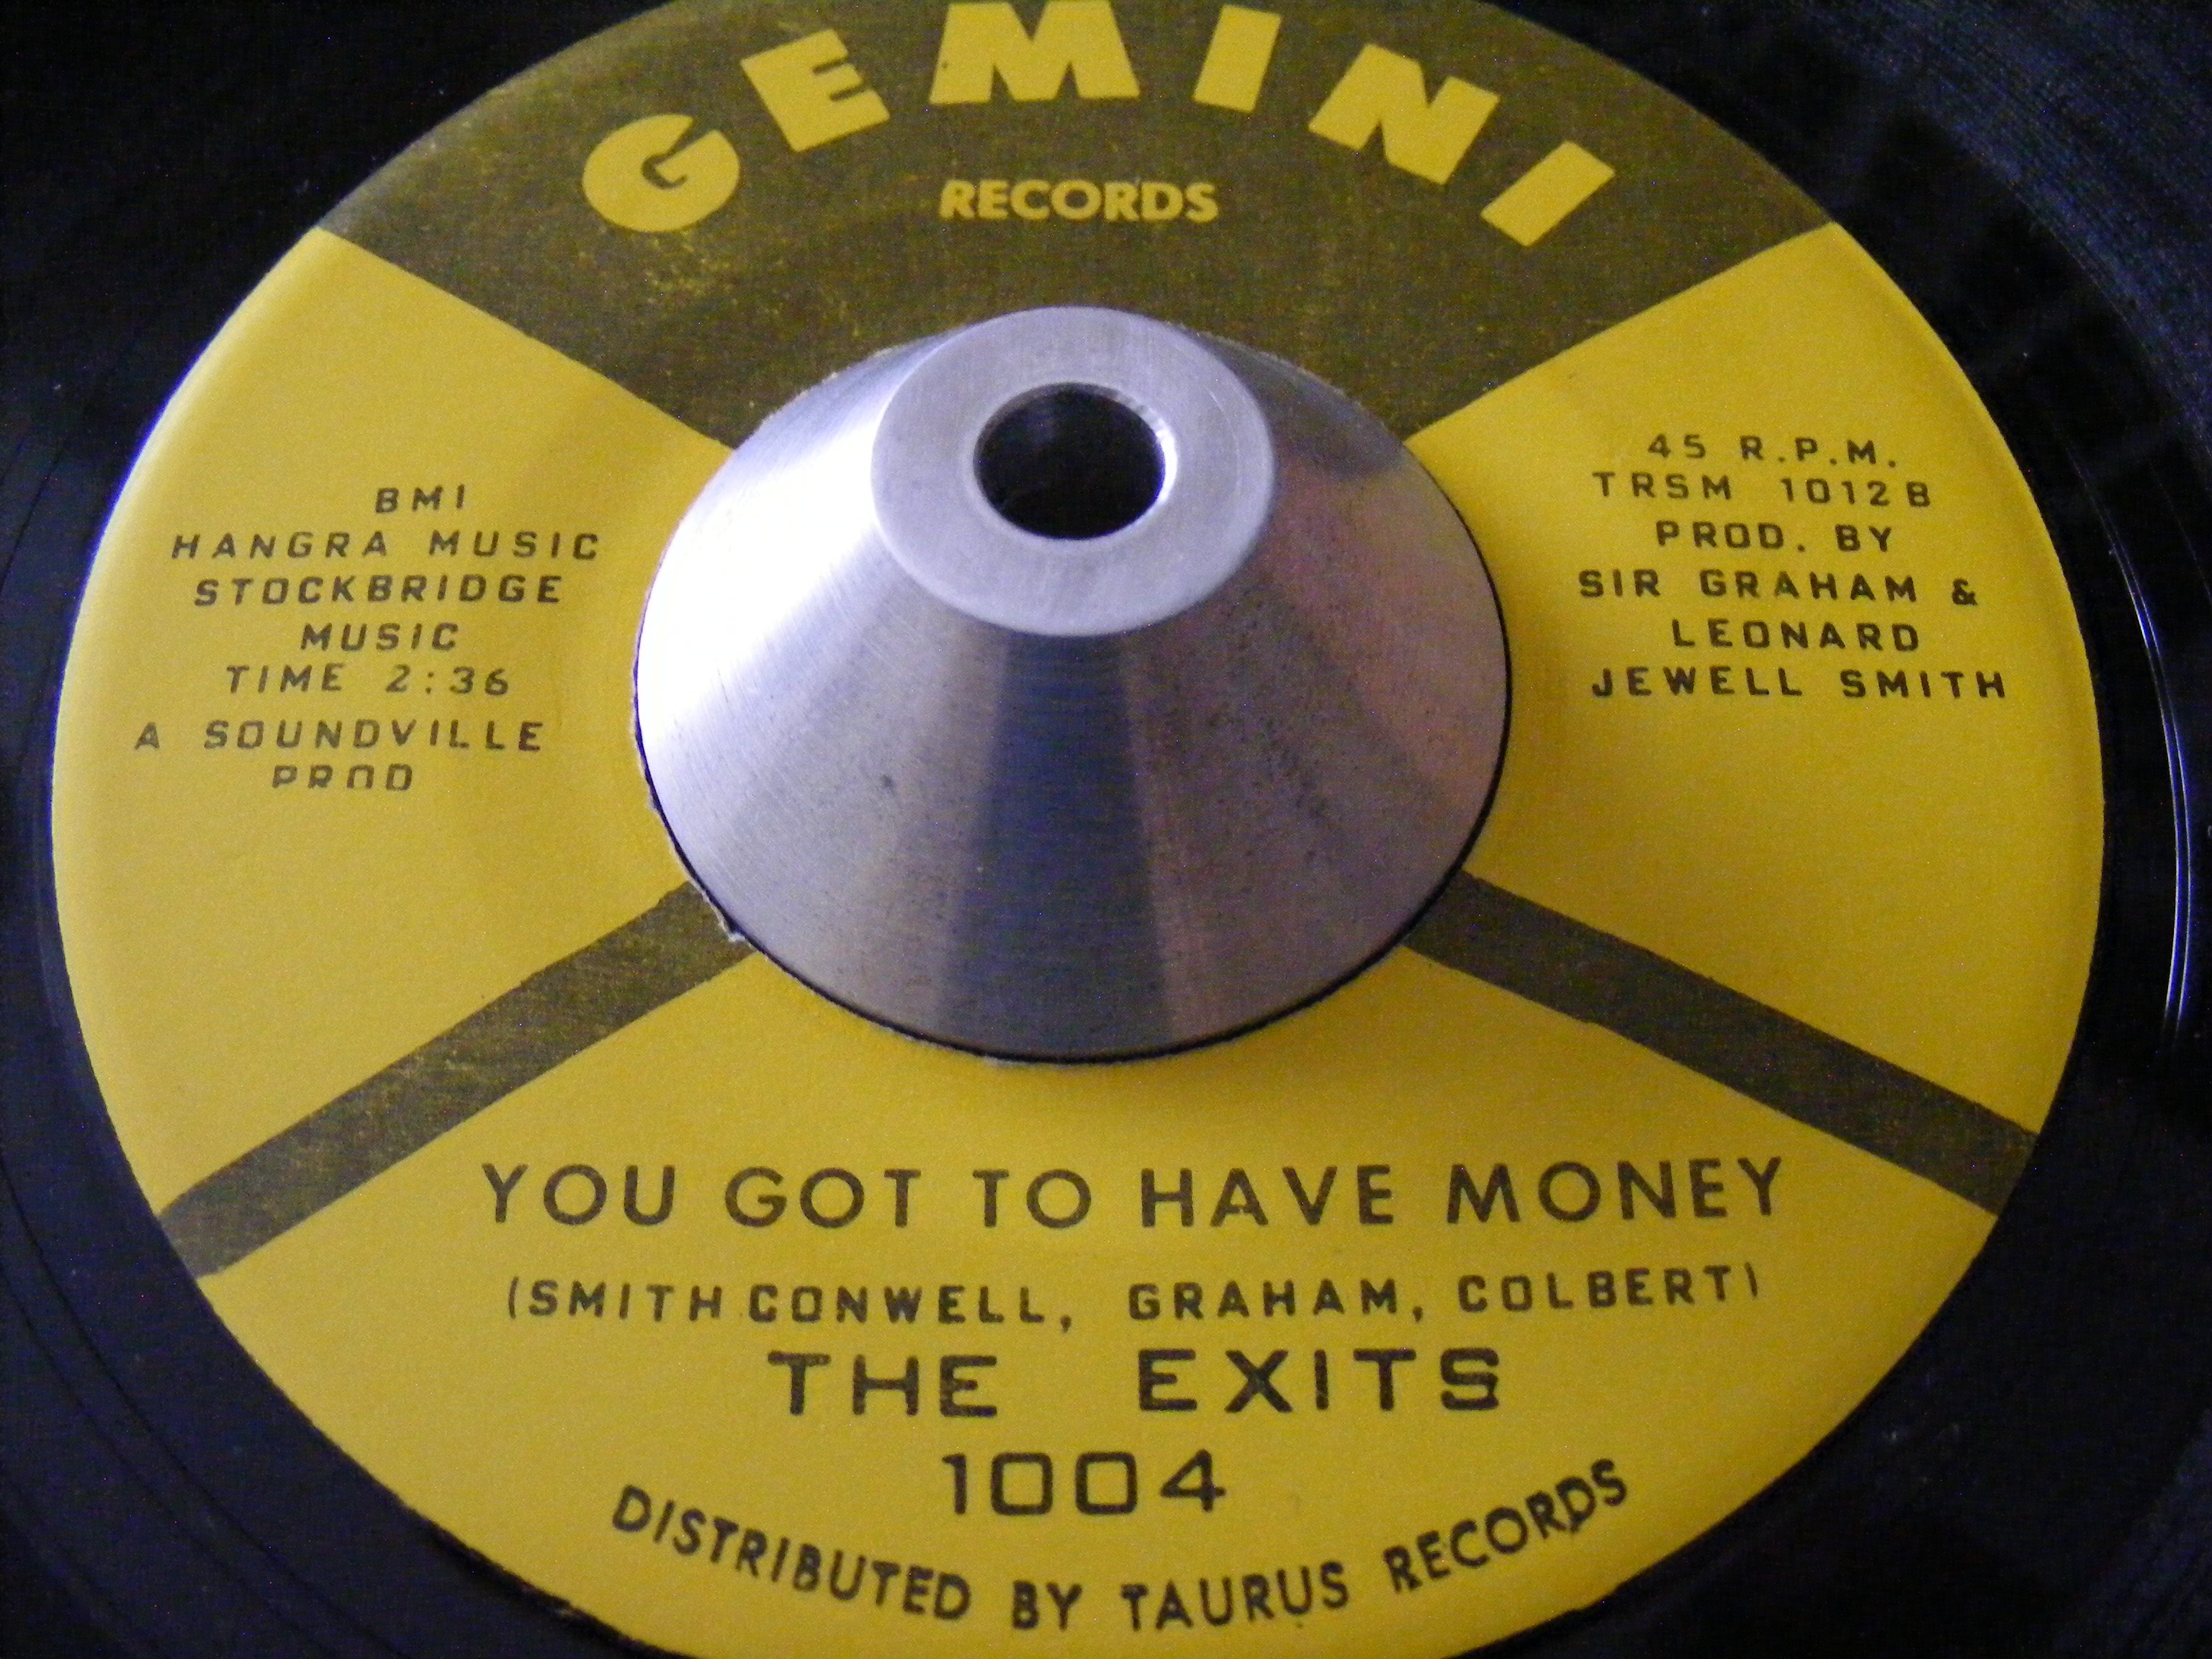 GEMINI
RECORDS
BMI
HANGRA MUSIC
STOCKBRIDGE
MUSIC
TIME 2:36
A SOUNDVILLE
PROD
45 R.P.M.
TRSM 1012B
PROD. BY
SIR GRAHAM &
LEONARD
JEWELL SMITH
YOU GOT TO HAVE MONEY
(SMITH CONWELL, GRAHAM, COLBERT)
THE EXITS
1004
DISTRIBUTED BY TAURUS RECORDS